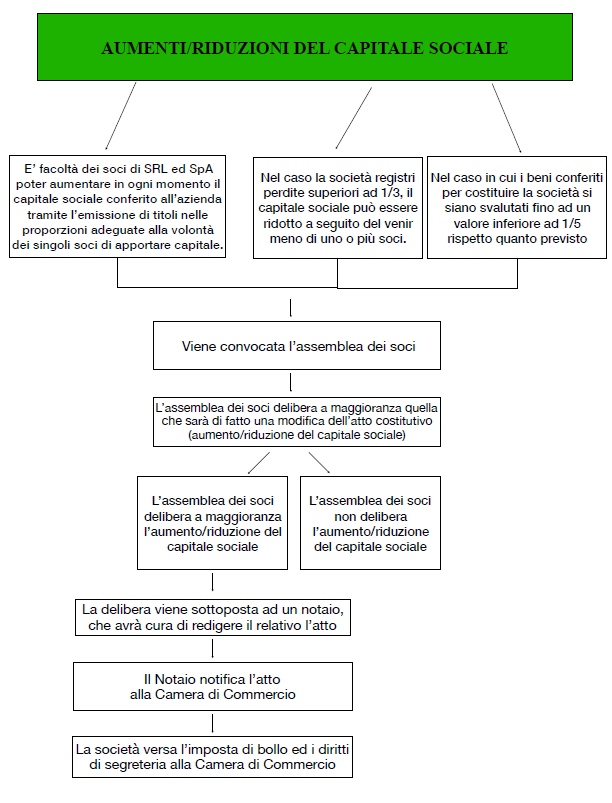 AUMENTI/RIDUZIONI DEL CAPITALE SOCIALE
E' facoltà dei soci di SRL ed SpA
poter aumentare in ogni momento il
capitale sociale conferito all'azienda
tramite l'emissione di titoli nelle
proporzioni adeguate alla volontà
dei singoli soci di apportare capitale.
Nel caso la società registri
perdite superiori ad 1/3, il
capitale sociale può essere
ridotto a seguito del venir
meno di uno o più soci.
Nel caso in cui i beni conferiti
per costituire la società si
siano svalutati fino ad un
valore inferiore ad 1/5
rispetto quanto previsto
Viene convocata l'assemblea dei soci
L'assemblea dei soci delibera a maggioranza quella
che sarà di fatto una modifica dell'atto costitutivo
(aumento/riduzione del capitale sociale)
L'assemblea dei soci
delibera a maggioranza
l'aumento/riduzione del
capitale sociale
L'assemblea dei soci
non delibera
l'aumento/riduzione
del capitale sociale
La delibera viene sottoposta ad un notaio,
che avrà cura di redigere il relativo l'atto
Il Notaio notifica l'atto
alla Camera di Commercio
La società versa l'imposta di bollo ed i diritti
di segreteria alla Camera di Commercio